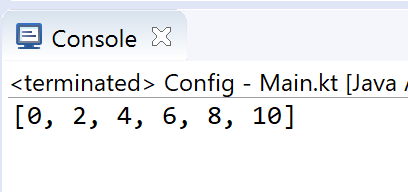 Console
<terminated> Config - Main.kt [Java
[0, 2, 4, 6, 8, 10]